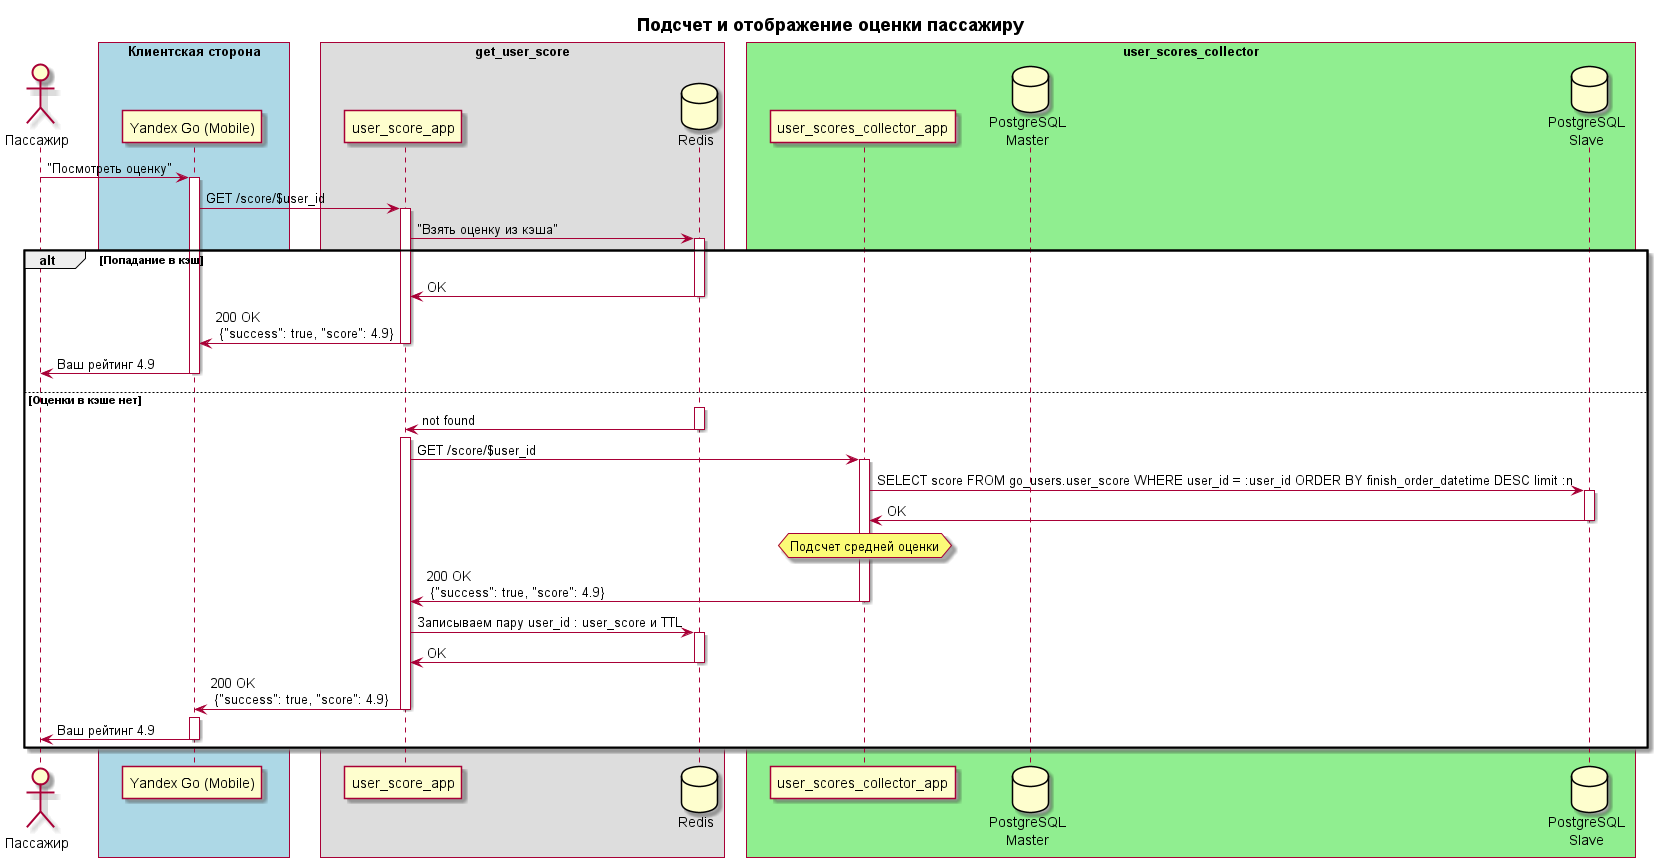 Подсчет и отображение оценки пассажиру
Клиентская сторона
get_user_score
user_scores_collector
Пассажир
Yandex Go (Mobile)
user_score_app
Redis
user_scores_collector_app
PostgreSQL
Master
PostgreSQL
Slave
"Посмотреть оценку"
GET /score/$user_id
"Взять оценку из кэша"
alt
[Попадание в кэш]
OK
200 OK
{"success": true, "score": 4.9}
Ваш рейтинг 4.9
[Оценки в кэше нет]
not found
GET /score/$user_id
SELECT score FROM go_users.user_score WHERE user_id = :user_id ORDER BY finish_order_datetime DESC limit :n
OK
Подсчет средней оценки
200 OK
{"success": true, "score": 4.9}
Записываем пару user_id : user_score и TTL
OK
200 OK
{"success": true, "score": 4.9}
Ваш рейтинг 4.9
Пассажир
Yandex Go (Mobile)
user_score_app
Redis
user_scores_collector_app
PostgreSQL
Master
PostgreSQL
Slave